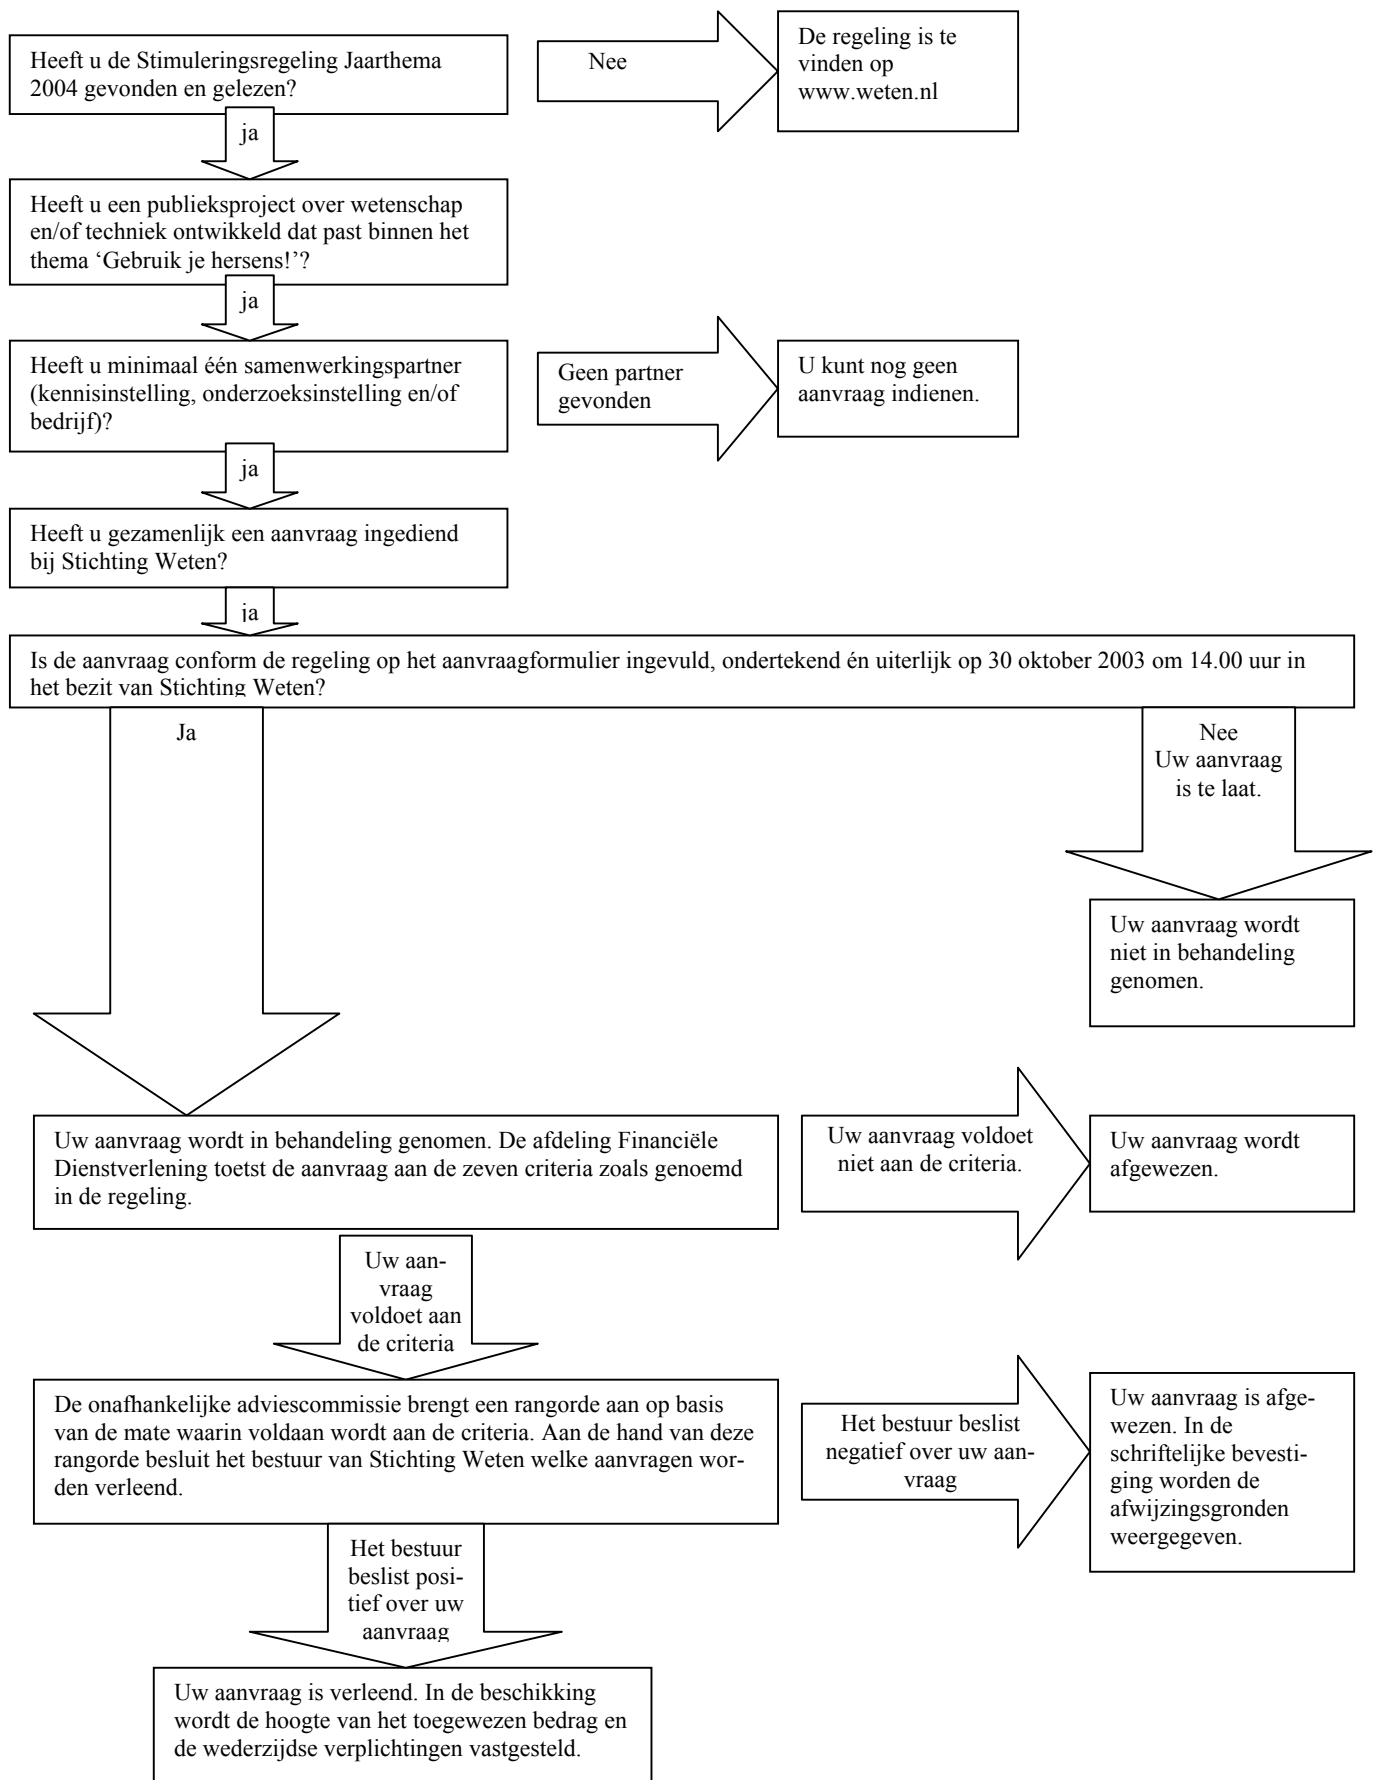 Heeft u de Stimuleringsregeling Jaarthema
2004 gevonden en gelezen?
Nee
De regeling is te
vinden op
www.weten.nl
ja
Heeft u een publieksproject over wetenschap
en/of techniek ontwikkeld dat past binnen het
thema ‘Gebruik je hersens!’?
ja
Heeft u minimaal één samenwerkingspartner
(kennisinstelling, onderzoeksinstelling en/of
bedrijf)?
Geen partner
gevonden
U kunt nog geen
aanvraag indienen.
ja
Heeft u gezamenlijk een aanvraag ingediend
bij Stichting Weten?
ja
Is de aanvraag conform de regeling op het aanvraagformulier ingevuld, ondertekend én uiterlijk op 30 oktober 2003 om 14.00 uur in
het bezit van Stichting Weten?
Ja
Nee
Uw aanvraag
is te laat.
Uw aanvraag wordt
niet in behandeling
genomen.
Uw aanvraag wordt in behandeling genomen. De afdeling Financiële
Dienstverlening toetst de aanvraag aan de zeven criteria zoals genoemd
in de regeling.
Uw aanvraag voldoet
niet aan de criteria.
Uw aanvraag wordt
afgewezen.
Uw aan-
vraag
voldoet aan
de criteria
De onafhankelijke adviescommissie brengt een rangorde aan op basis
van de mate waarin voldaan wordt aan de criteria. Aan de hand van deze
rangorde besluit het bestuur van Stichting Weten welke aanvragen wor-
den verleend.
Het bestuur beslist
negatief over uw aan-
vraag
Uw aanvraag is afge-
wezen. In de
schriftelijke bevesti-
ging worden de
afwijzingsgronden
weergegeven.
Het bestuur
beslist posi-
tief over uw
aanvraag
Uw aanvraag is verleend. In de beschikking
wordt de hoogte van het toegewezen bedrag en
de wederzijdse verplichtingen vastgesteld.